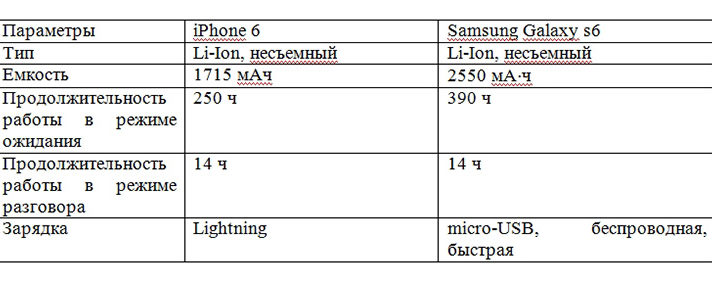 Параметры iPhone 6 Samsung Galaxy s6
Тип Li-Ion, несъемный Li-Ion, несъемный
Емкость 1715 мАч 2550 мА·ч
Продолжительность 250 ч 390 ч
работы в режиме
ожидания
Продолжительность 14 ч 14 ч
работы в режиме
разговора
Зарядка Lightning micro-USB, беспроводная,
быстрая